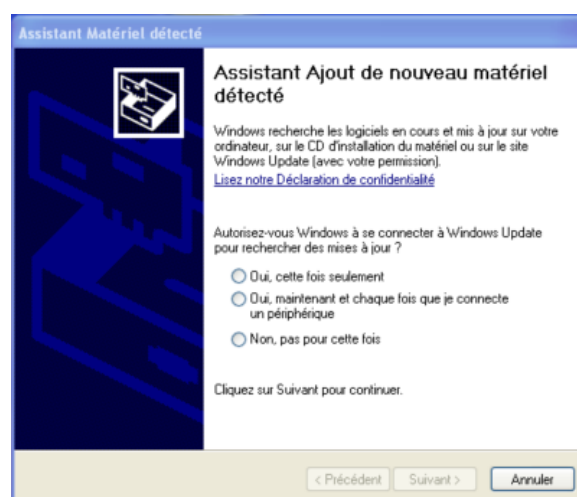 Assistant Matériel détecté
Assistant Ajout de nouveau matériel
détecté
Windows recherche les logiciels en cours et mis à jour sur votre
ordinateur, sur le CD d'installation du matériel ou sur le site
Windows Update (avec votre permission).
Lisez notre Déclaration de confidentialité
Autorisez-vous Windows à se connecter à Windows Update
pour rechercher des mises à jour ?
Oui, cette fois seulement
Oui, maintenant et chaque fois que je connecte
un périphérique
Non, pas pour cette fois
Cliquez sur Suivant pour continuer.
< Précédent Suivant > Annuler